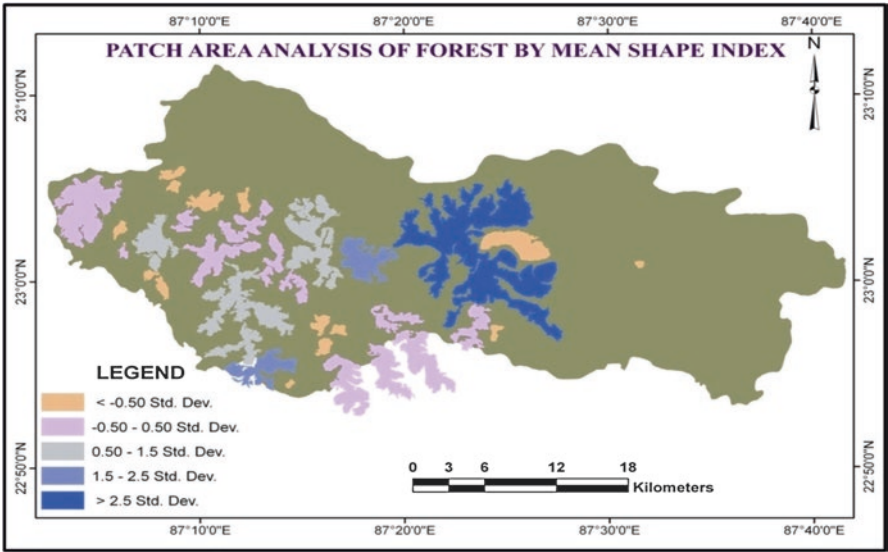 87°10'0"E 87°20'0"E 87°30'0"E 87°40'0"E
PATCH AREA ANALYSIS OF FOREST BY MEAN SHAPE INDEX
N
23°10'0"N 23°10'0"N
23°0'0"N 23°0'0"N
LEGEND
< -0.50 Std. Dev.
-0.50 - 0.50 Std. Dev.
0.50 - 1.5 Std. Dev.
1.5 - 2.5 Std. Dev.
> 2.5 Std. Dev.
22°50'0"N 22°50'0"N
0 3 6 12 18
Kilometers
87°10'0"E 87°20'0"E 87°30'0"E 87°40'0"E